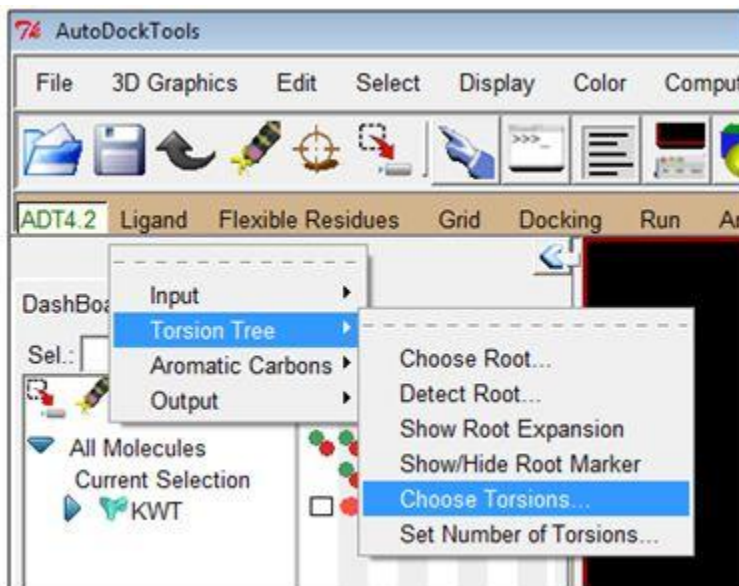 AutoDockTools
File 3D Graphics Edit Select Display Color Comput
>>>_
ADT4.2 Ligand Flexible Residues Grid Docking Run
Input
DashBoa
Torsion Tree
Sel.:
Aromatic Carbons
Choose Root...
Output
Detect Root...
All Molecules
Show Root Expansion
Current Selection
Show/Hide Root Marker
KWT
Choose Torsions...
Set Number of Torsions...